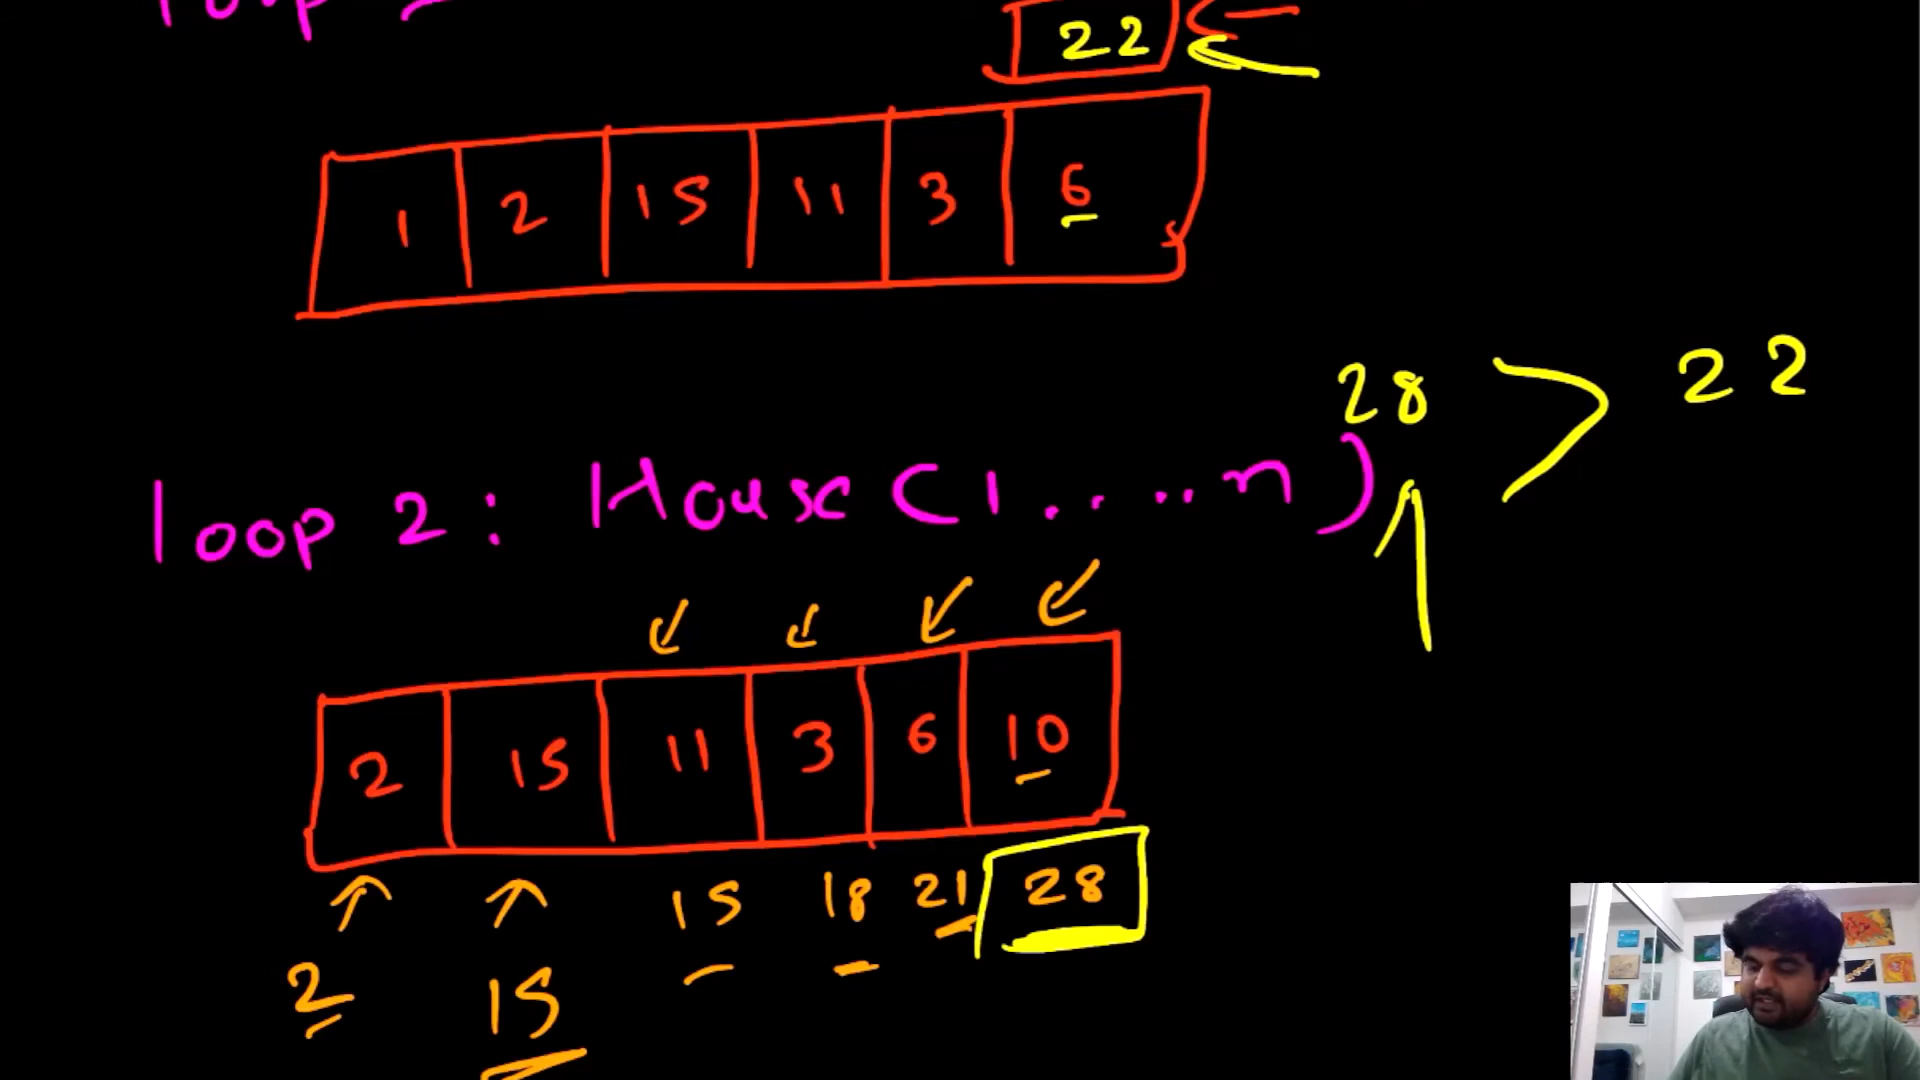 loop
22
1 2 15 11 3 6
28 > 22
loop 2: House(1....n)
2 15 11 3 6 10
15 18 21 28
2 15